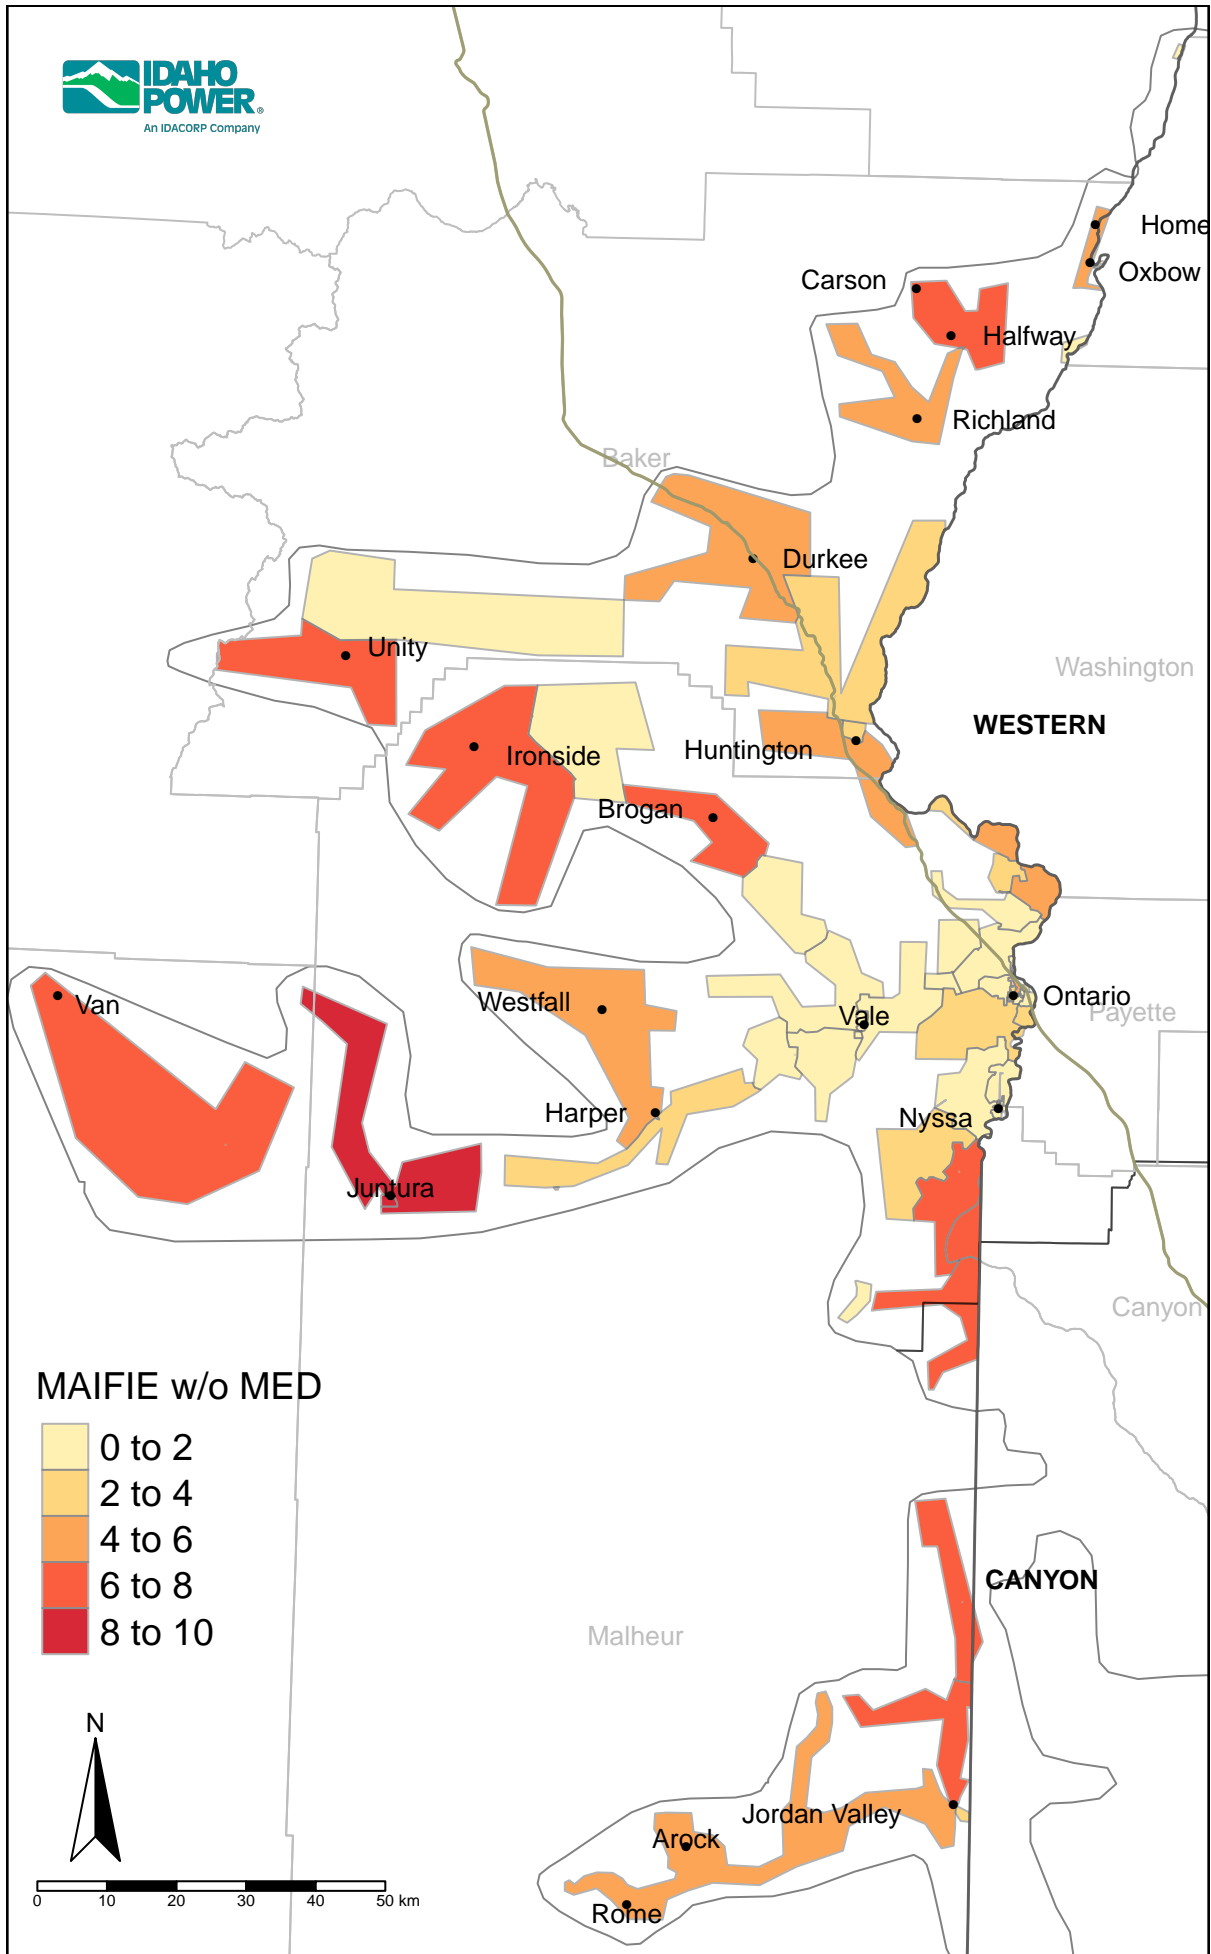 IDAHO
POWER®
An IDACORP Company
Home
Oxbow
Carson
Halfway
Richland
Baker
Durkee
Unity
Washington
WESTERN
Huntington
Ironside
Brogan
Westfall
Van
Vale
Ontario
Payette
Harper
Nyssa
Juntura
Canyon
MAIFIE w/o MED
0 to 2
2 to 4
4 to 6
6 to 8
8 to 10
CANYON
Malheur
N
Jordan Valley
Arock
Rome
0 10 20 30 40 50 km